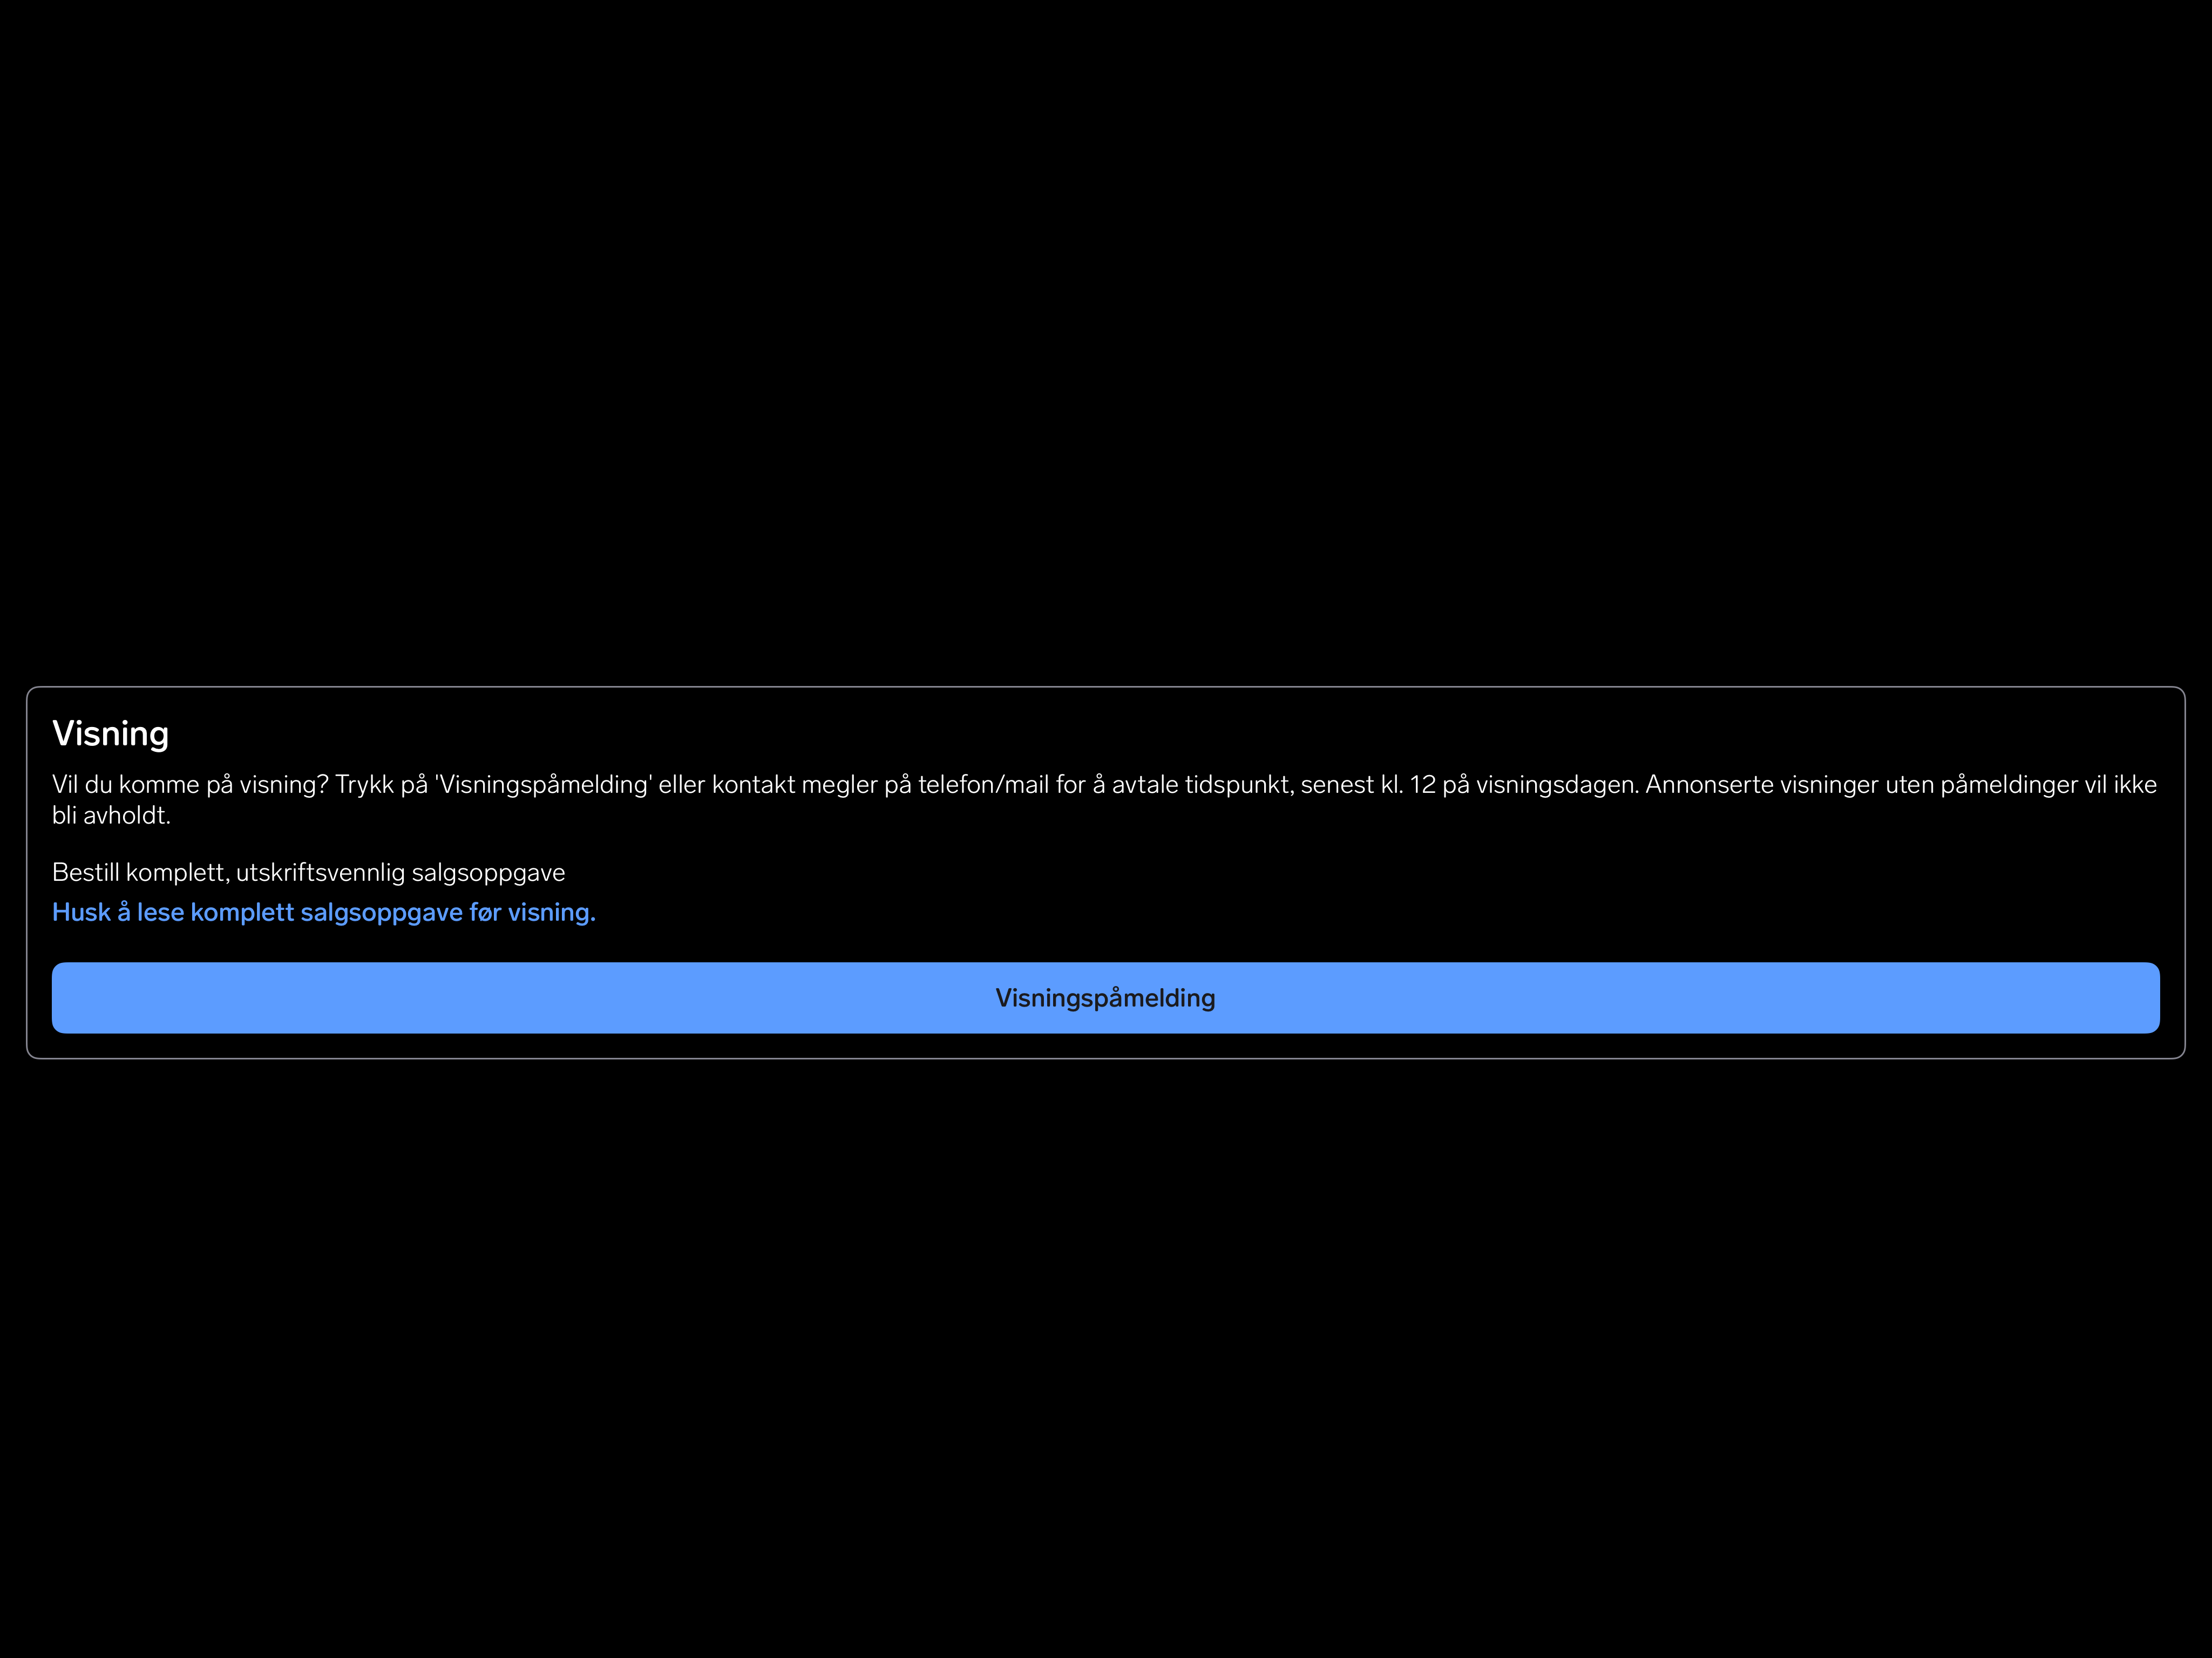 Visning
Vil du komme på visning? Trykk på 'Visningspåmelding' eller kontakt megler på telefon/mail for å avtale tidspunkt, senest kl. 12 på visningsdagen. Annonserte visninger uten påmeldinger vil ikke
bli avholdt.
Bestill komplett, utskriftsvennlig salgsoppgave
Husk å lese komplett salgsoppgave før visning.
Visningspåmelding